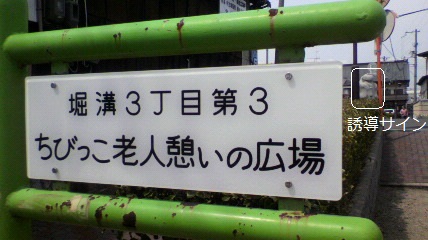 堀溝3丁目第3
ちびっこ老人憩いの広場
誘導サイン